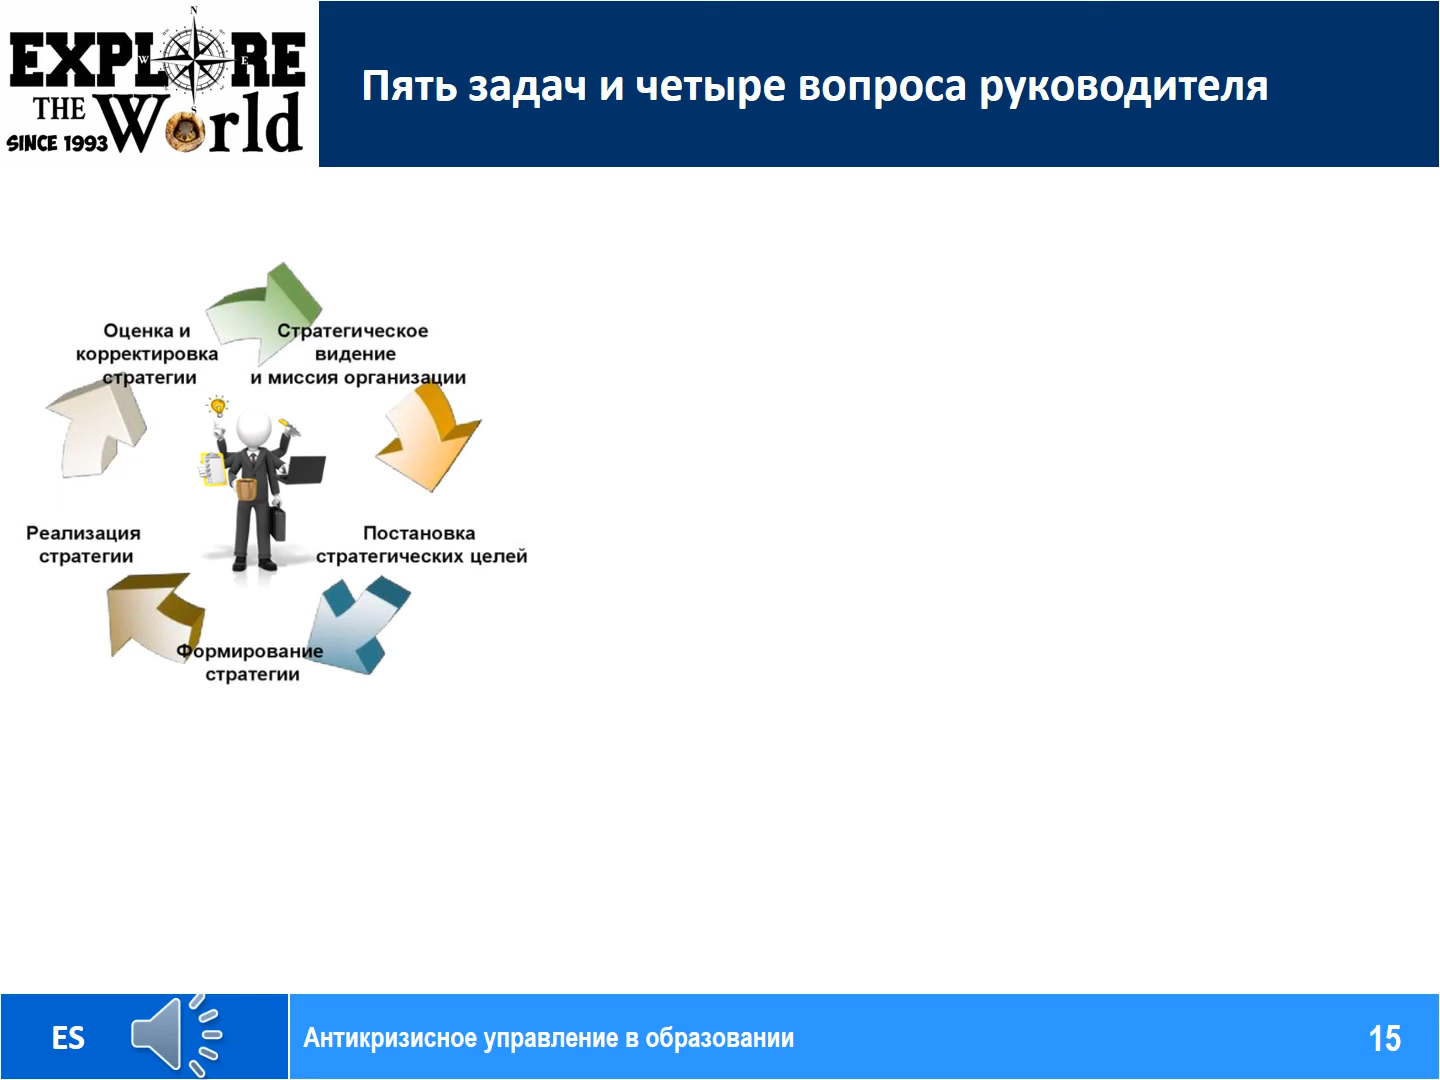 N
EXPLORE
W
E
THE World
S
SINCE 1993
Пять задач и четыре вопроса руководителя
Оценка и
корректировка
стратегии
Стратегическое
видение
и миссия организации
Реализация
стратегии
Постановка
стратегических целей
Формирование
стратегии
ES
Антикризисное управление в образовании
15